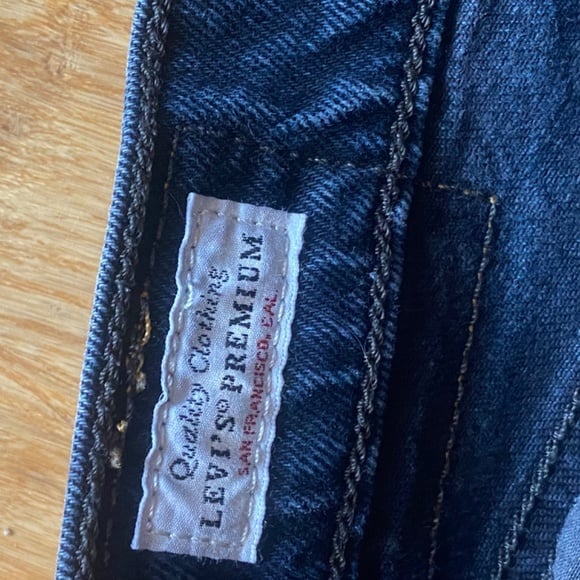 Quality Clothing
LEVI'S® PREMIUM
SAN FRANCISCO, CAL.